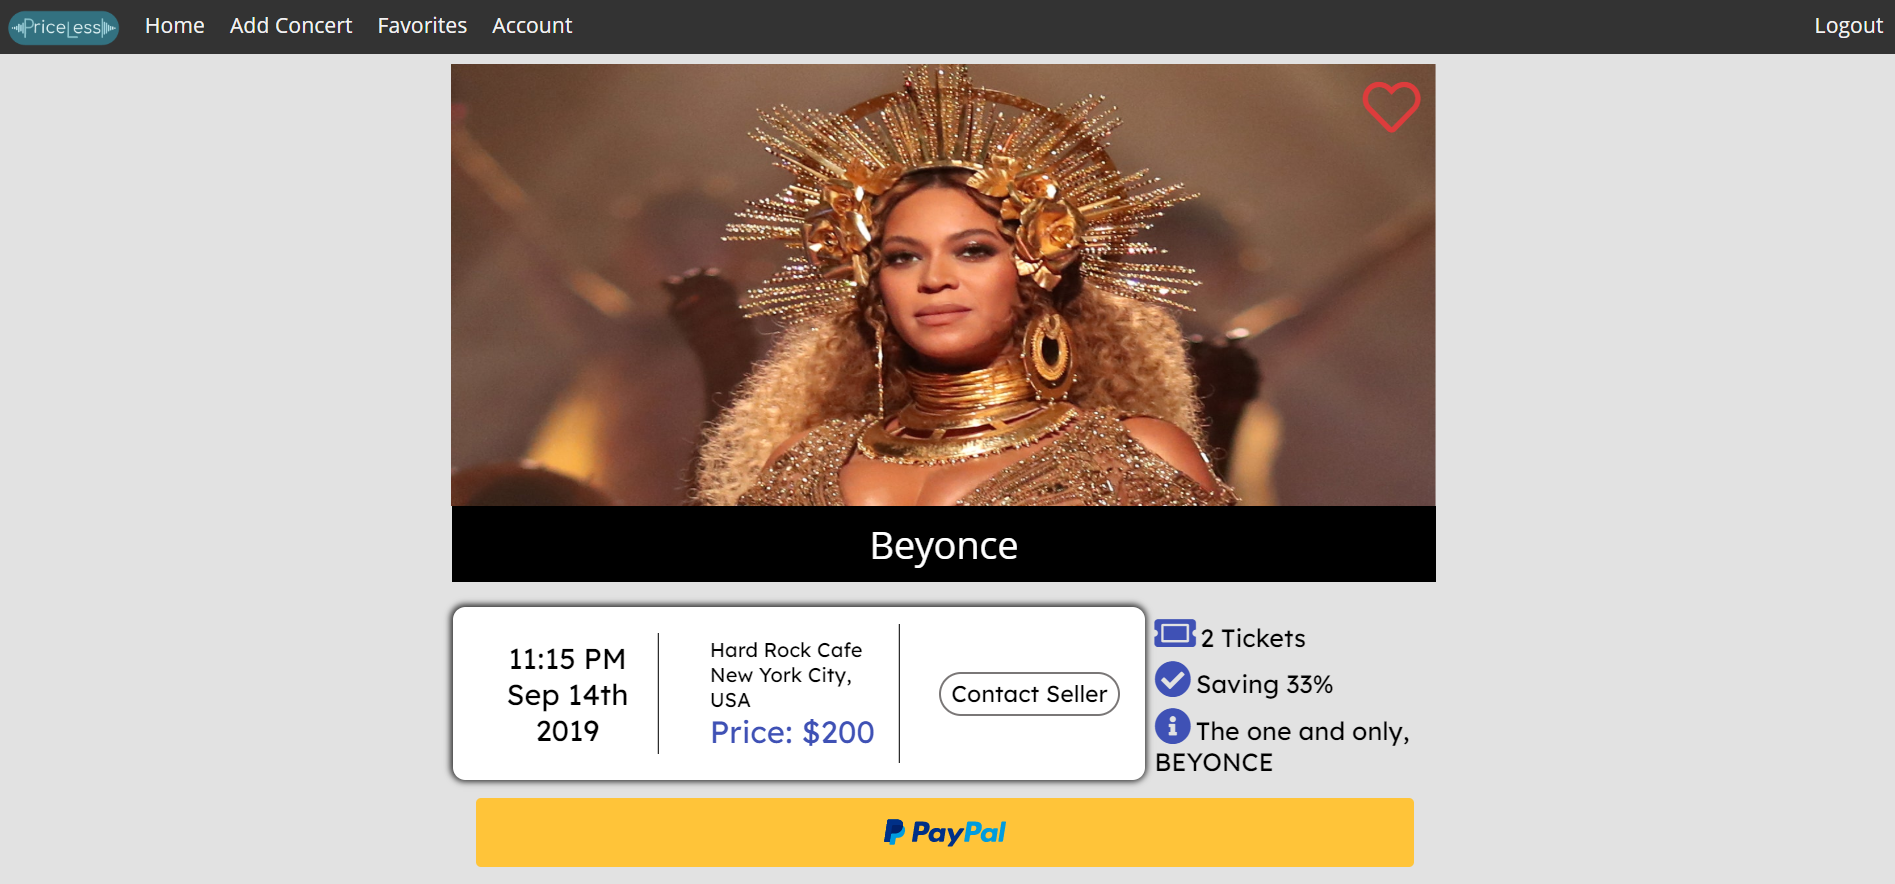 PriceLess Home Add Concert Favorites Account Logout
Beyonce
11:15 PM
Sep 14th
2019
Hard Rock Cafe
New York City,
USA
Price: $200
Contact Seller
2 Tickets
Saving 33%
The one and only,
BEYONCE
PayPal